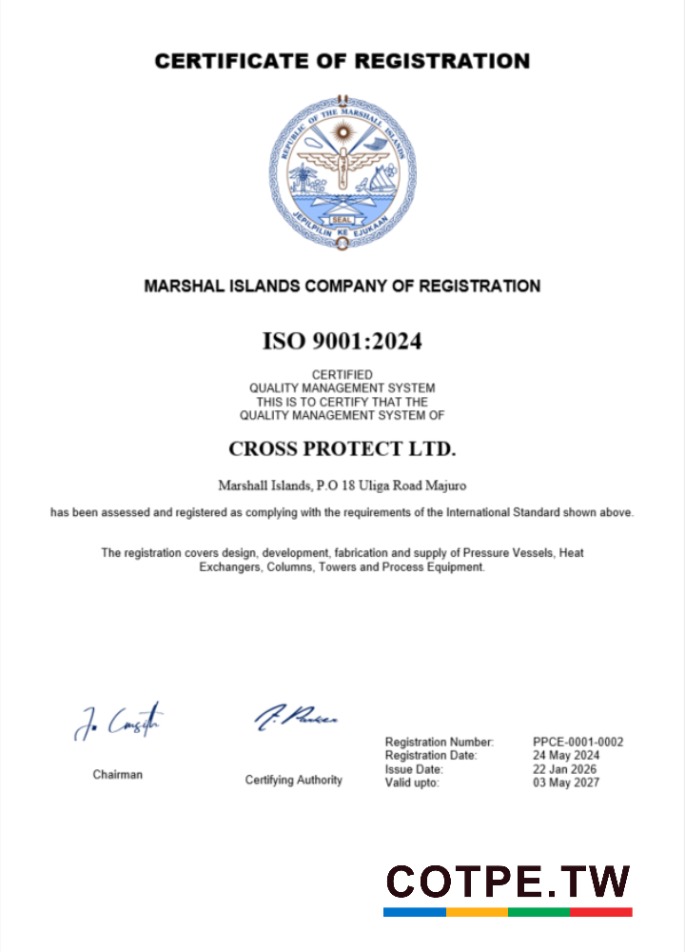 CERTIFICATE OF REGISTRATION
REPUBLIC OF THE MARSHALL ISLANDS
SEAL
JEPILPILIN KE EJUKAAN
MARSHAL ISLANDS COMPANY OF REGISTRATION
ISO 9001:2024
CERTIFIED
QUALITY MANAGEMENT SYSTEM
THIS IS TO CERTIFY THAT THE
QUALITY MANAGEMENT SYSTEM OF
CROSS PROTECT LTD.
Marshall Islands, P.O 18 Uliga Road Majuro
has been assessed and registered as complying with the requirements of the International Standard shown above.
The registration covers design, development, fabrication and supply of Pressure Vessels, Heat
Exchangers, Columns, Towers and Process Equipment.
Chairman
Certifying Authority
Registration Number: PPCE-0001-0002
Registration Date: 24 May 2024
Issue Date: 22 Jan 2026
Valid upto: 03 May 2027
COTPE.TW